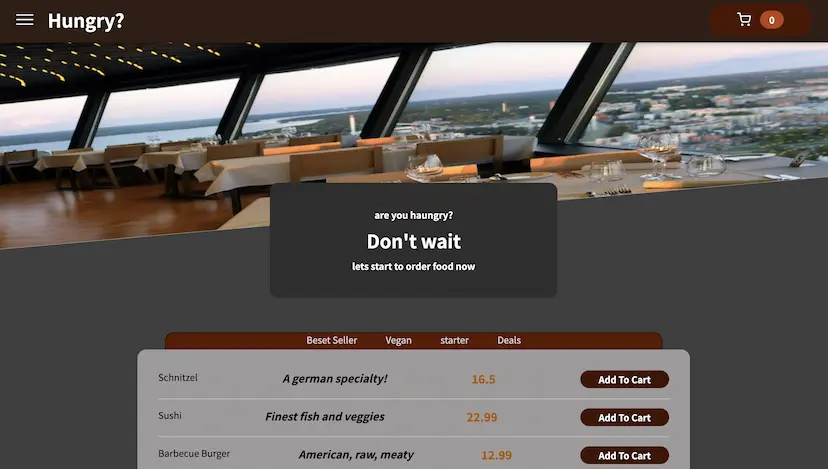 Hungry?
0
are you haungry?
Don't wait
lets start to order food now
Beset Seller Vegan starter Deals
Schnitzel A german specialty! 16.5 Add To Cart
Sushi Finest fish and veggies 22.99 Add To Cart
Barbecue Burger American, raw, meaty 12.99 Add To Cart